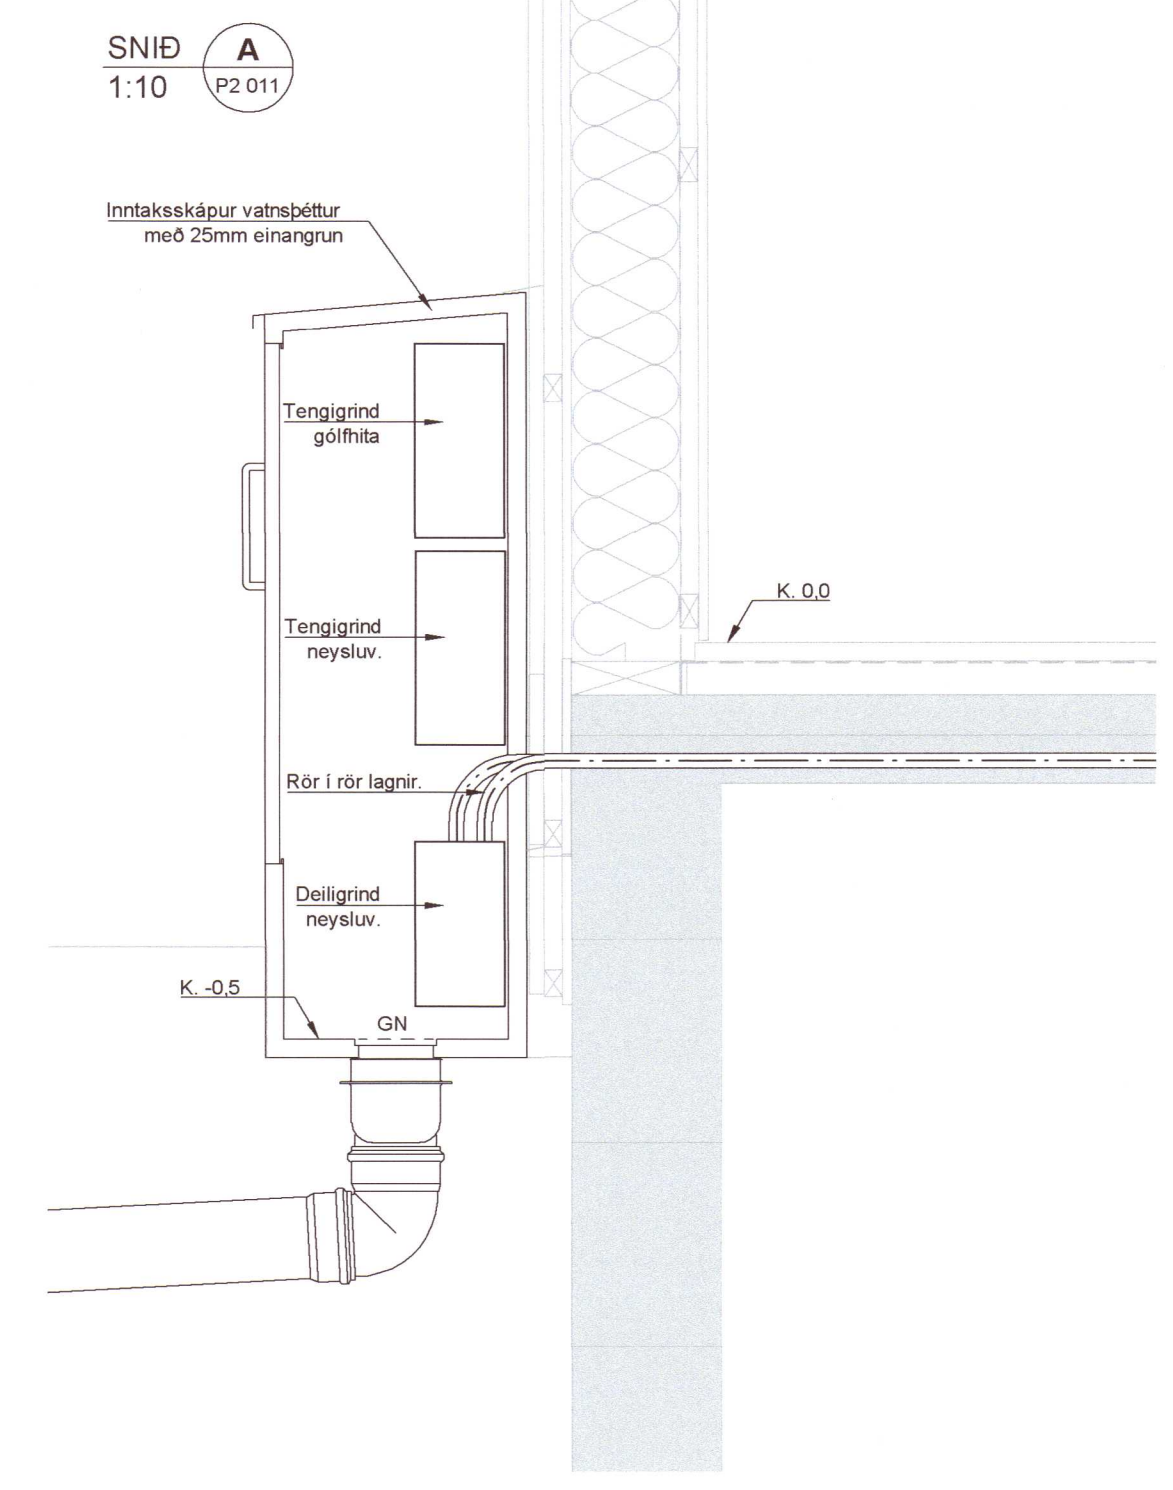 SNIÐ
A
1:10
P2 011
Inntaksskápur vatnsþéttur
með 25mm einangrun
Tengigrind
gólfhita
K. 0,0
Tengigrind
neysluv.
Rör í rör lagnir.
Deiligrind
neysluv.
K. -0,5
GN